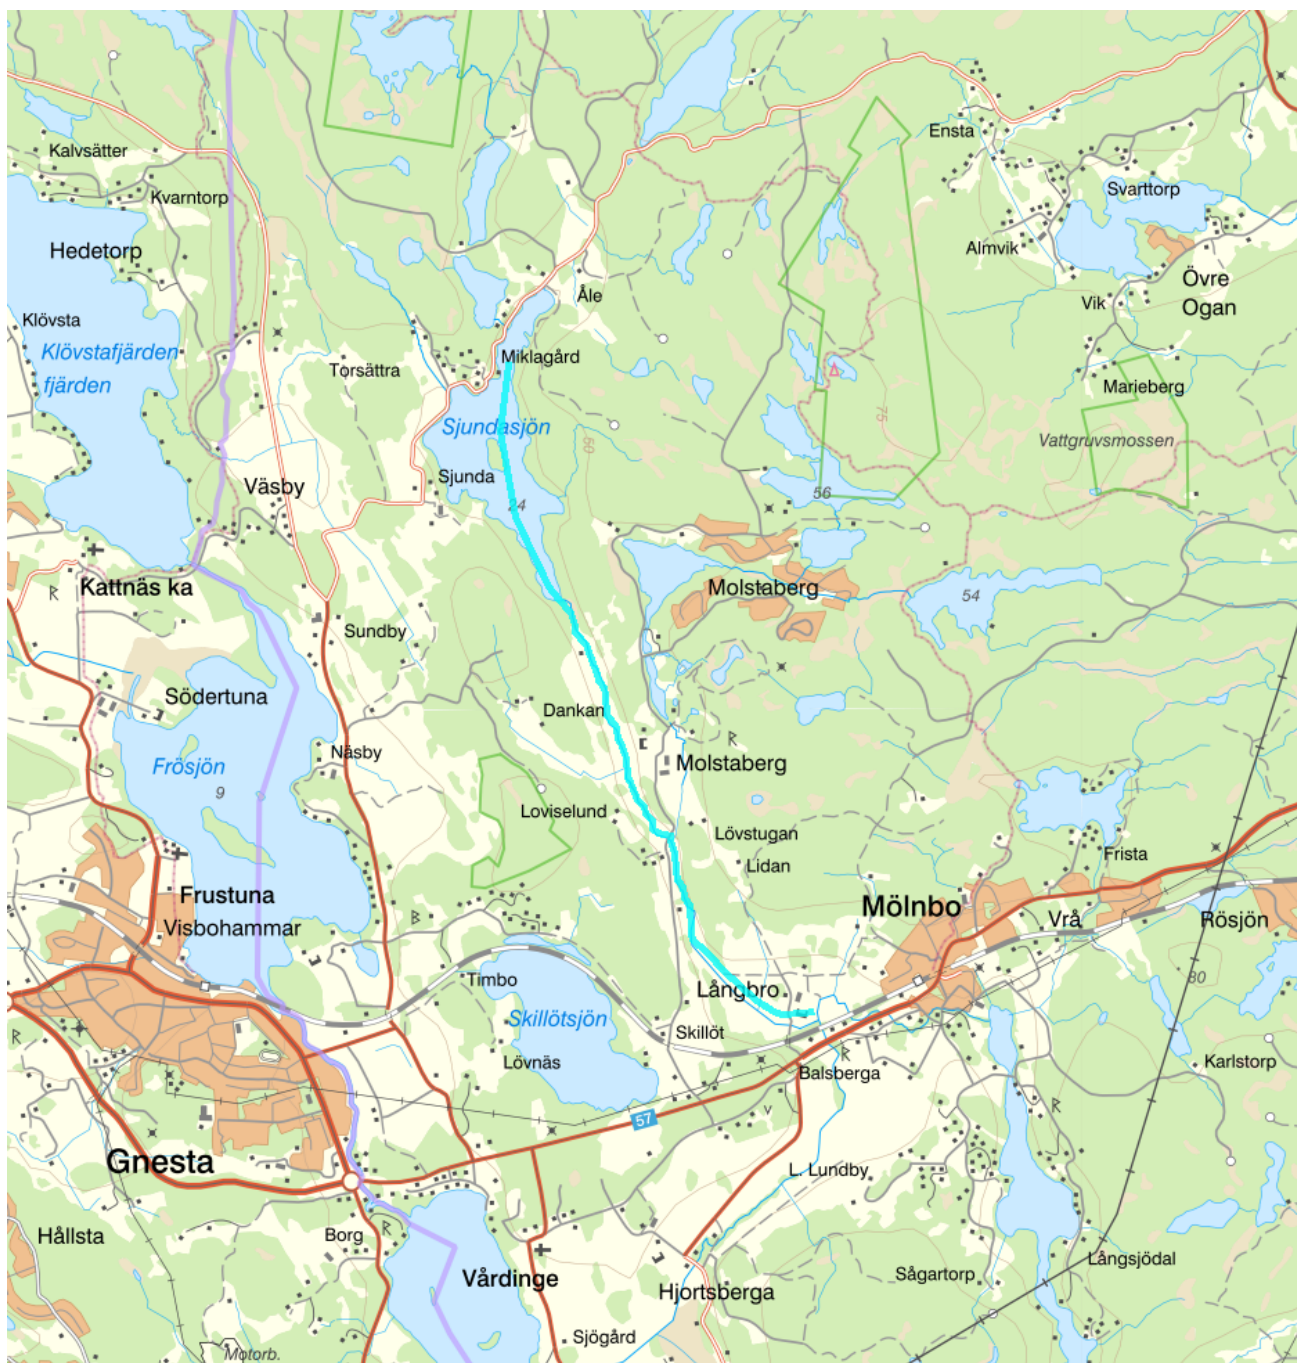 Ensta
Kalvsätter
Kvarntorp
Svarttorp
Hedetorp
Almvik
Åle
Övre
Ogan
Vik
Klövsta
Klövstafjärden
fjärden
Miklagård
Torsättra
Marieberg
75
Sjundasjön
50
Vattgruvsmossen
Sjunda
Väsby
24
56
Kattnäs ka
R
Molstaberg
54
Sundby
Södertuna
Dankan
R
Näsby
Molstaberg
Frösjön
9
Loviselund
Lövstugan
Frista
Lidan
Frustuna
Visbohammar
B
R
Mölnbo
Vrå
Rösjön
Timbo
80
Långbro
Skillötsjön
Skillöt
R
R
Lövnäs
Balsberga
Karlstorp
R
57
V
Gnesta
L. Lundby
R
Hållsta
Borg
Långsjödal
Vårdinge
Sågartorp
Hjortsberga
Sjögård
Motorb.